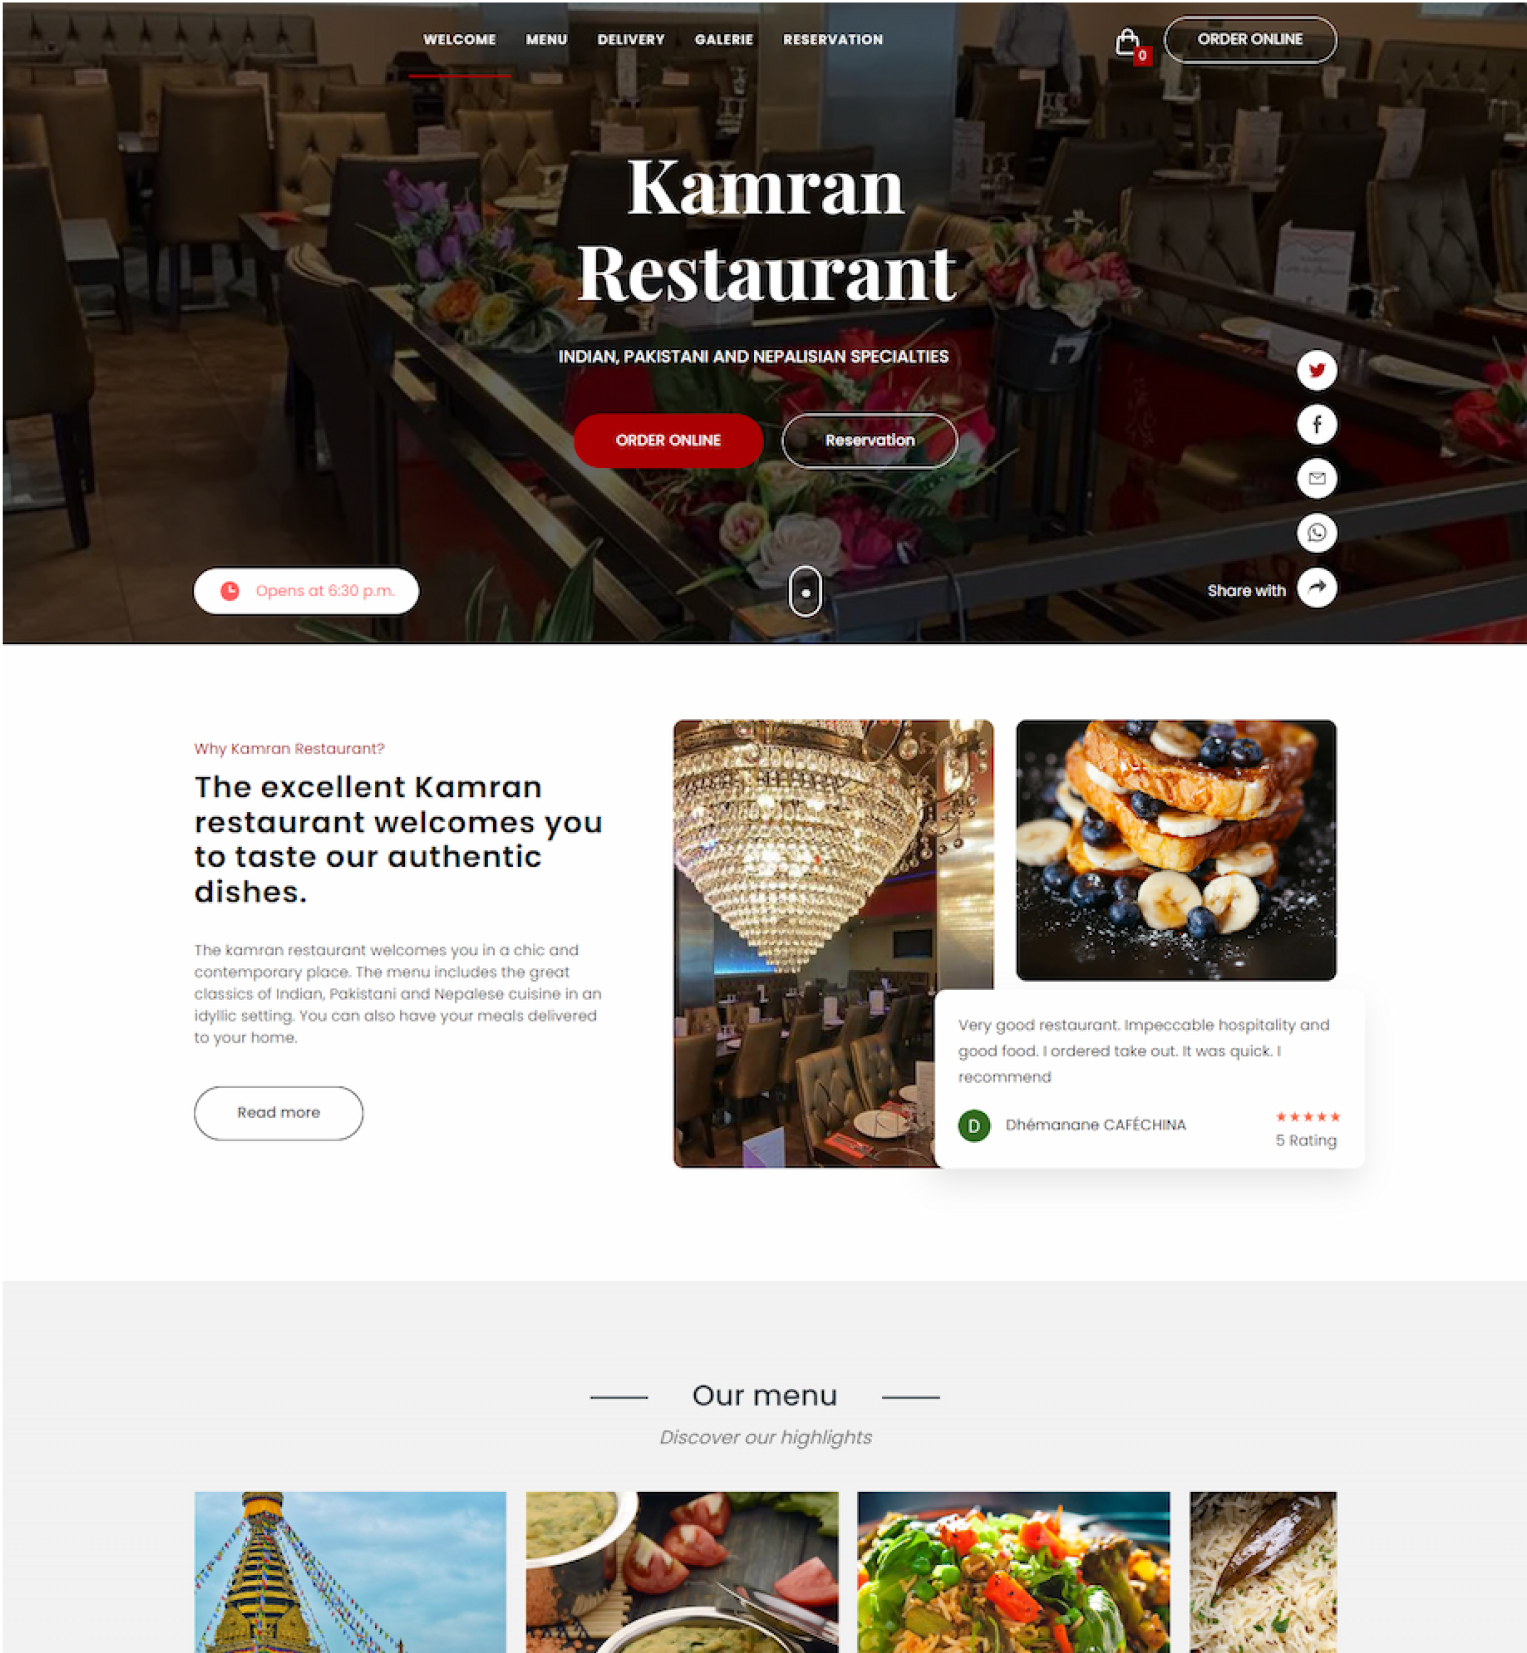 WELCOME MENU DELIVERY GALERIE RESERVATION
0
ORDER ONLINE
Kamran
Restaurant
INDIAN, PAKISTANI AND NEPALISIAN SPECIALTIES
ORDER ONLINE
Reservation
Opens at 6:30 p.m.
Share with
Why Kamran Restaurant?
The excellent Kamran
restaurant welcomes you
to taste our authentic
dishes.
The kamran restaurant welcomes you in a chic and
contemporary place. The menu includes the great
classics of Indian, Pakistani and Nepalese cuisine in an
idyllic setting. You can also have your meals delivered
to your home.
Read more
Very good restaurant. Impeccable hospitality and
good food. I ordered take out. It was quick. I
recommend
D
Dhémanane CAFÉCHINA
5 Rating
Our menu
Discover our highlights